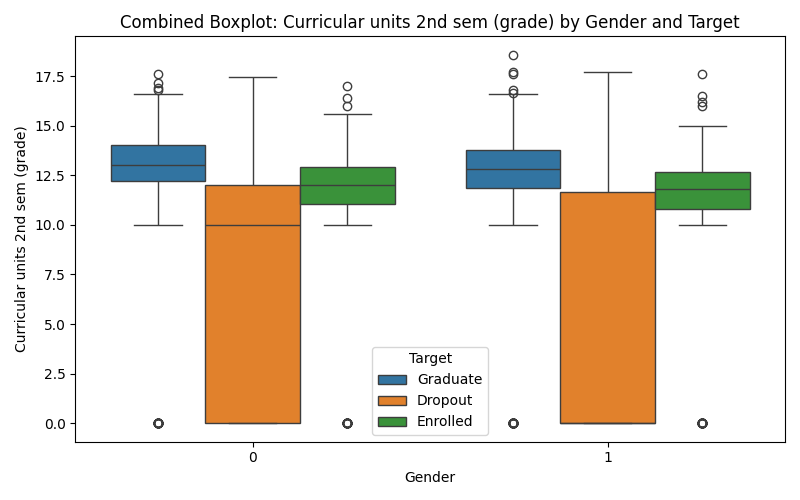 Combined Boxplot: Curricular units 2nd sem (grade) by Gender and Target
Curricular units 2nd sem (grade)
17.5
15.0
12.5
10.0
7.5
5.0
2.5
0.0
Target
Graduate
Dropout
Enrolled
0
1
Gender